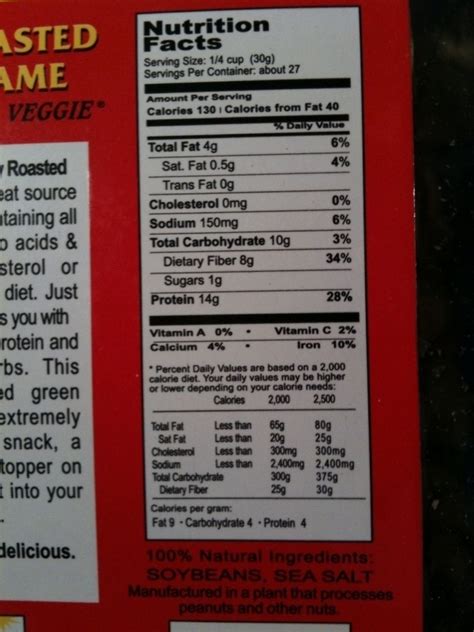 ASTED
AME
VEGGIE®
y Roasted
eat source
taining all
o acids &
sterol or
diet. Just
s you with
rotein and
rbs. This
ed green
extremely
snack, a
topper on
t into your
.
delicious.
Nutrition
Facts
Serving Size: 1/4 cup (30g)
Servings Per Container: about 27
Amount Per Serving
Calories 130 | Calories from Fat 40
% Daily Value
Total Fat 4g 6%
Sat. Fat 0.5g 4%
Trans Fat 0g
Cholesterol 0mg 0%
Sodium 150mg 6%
Total Carbohydrate 10g 3%
Dietary Fiber 8g 34%
Sugars 1g
Protein 14g 28%
Vitamin A 0% • Vitamin C 2%
Calcium 4% • Iron 10%
* Percent Daily Values are based on a 2,000
calorie diet. Your daily values may be higher
or lower depending on your calorie needs:
Calories 2,000 2,500
Total Fat Less than 65g 80g
Sat Fat Less than 20g 25g
Cholesterol Less than 300mg 300mg
Sodium Less than 2,400mg 2,400mg
Total Carbohydrate 300g 375g
Dietary Fiber 25g 30g
Calories per gram:
Fat 9 • Carbohydrate 4 • Protein 4
100% Natural Ingredients:
SOYBEANS, SEA SALT
Manufactured in a plant that processes
peanuts and other nuts.